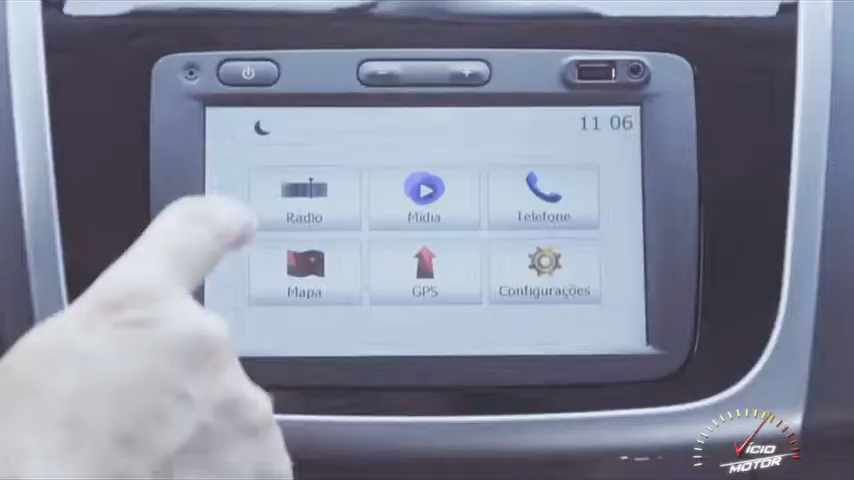 11 06
Radio Mídia Telefone
Mapa GPS Configurações
VÍCIO
MOTOR